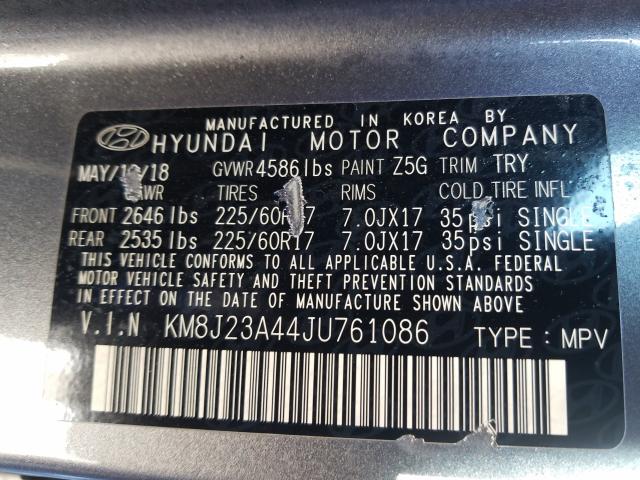 MANUFACTURED IN KOREA BY
HYUNDAI MOTOR COMPANY
MAY/ /18 GVWR 4586 lbs PAINT Z5G TRIM TRY
TIRES RIMS COLD TIRE INFL
FRONT 2646 lbs 225/60R17 7.0JX17 35psi SINGLE
REAR 2535 lbs 225/60R17 7.0JX17 35psi SINGLE
THIS VEHICLE CONFORMS TO ALL APPLICABLE U.S.A. FEDERAL
MOTOR VEHICLE SAFETY AND THEFT PREVENTION STANDARDS
IN EFFECT ON THE DATE OF MANUFACTURE SHOWN ABOVE
V.I.N KM8J23A44JU761086 TYPE : MPV